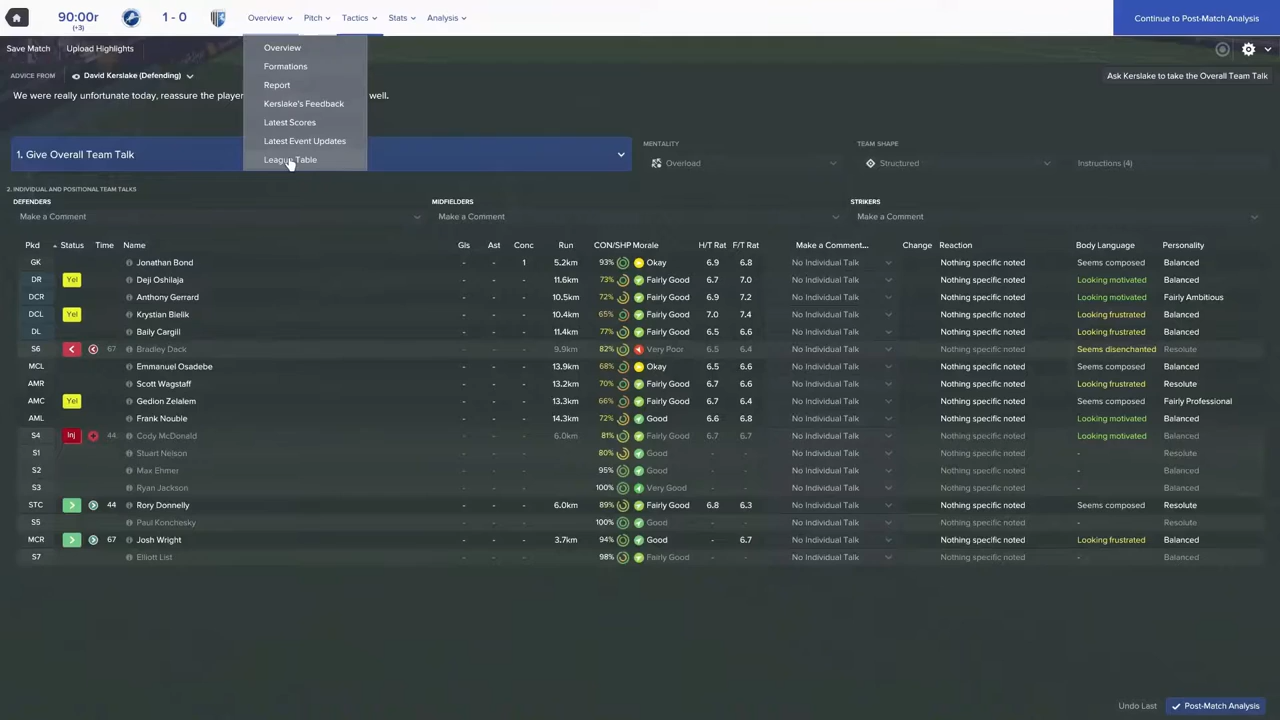 90:00r
(+3)
1 - 0
Overview
Pitch
Tactics
Stats
Analysis
Continue to Post-Match Analysis
Save Match
Upload Highlights
Overview
Formations
Report
Kerslake's Feedback
Latest Scores
Latest Event Updates
League Table
ADVICE FROM
David Kerslake (Defending)
Ask Kerslake to take the Overall Team Talk
We were really unfortunate today, reassure the player well.
1. Give Overall Team Talk
MENTALITY
Overload
TEAM SHAPE
Structured
Instructions (4)
2. INDIVIDUAL AND POSITIONAL TEAM TALKS
DEFENDERS MIDFIELDERS STRIKERS
Make a Comment Make a Comment Make a Comment
Pkd Status Time Name Gls Ast Conc Run CON/SHP Morale H/T Rat F/T Rat Make a Comment... Change Reaction Body Language Personality
GK Jonathan Bond - - 1 5.2km 93% Okay 6.9 6.8 No Individual Talk Nothing specific noted Seems composed Balanced
DR Yel Deji Oshilaja - - - 11.6km 73% Fairly Good 6.7 7.0 No Individual Talk Nothing specific noted Looking motivated Balanced
DCR Anthony Gerrard - - - 10.5km 72% Fairly Good 6.9 7.2 No Individual Talk Nothing specific noted Looking motivated Fairly Ambitious
DCL Yel Krystian Bielik - - - 10.4km 65% Fairly Good 7.0 7.4 No Individual Talk Nothing specific noted Looking frustrated Balanced
DL Baily Cargill - - - 11.4km 77% Fairly Good 6.5 6.6 No Individual Talk Nothing specific noted Looking frustrated Balanced
S6 67 Bradley Dack - - - 9.9km 82% Very Poor 6.5 6.4 No Individual Talk Nothing specific noted Seems disenchanted Resolute
MCL Emmanuel Osadebe - - - 13.9km 68% Okay 6.5 6.6 No Individual Talk Nothing specific noted Seems composed Balanced
AMR Scott Wagstaff - - - 13.2km 70% Fairly Good 6.7 6.6 No Individual Talk Nothing specific noted Looking frustrated Resolute
AMC Yel Gedion Zelalem - - - 13.3km 66% Fairly Good 6.7 6.4 No Individual Talk Nothing specific noted Seems composed Fairly Professional
AML Frank Nouble - - - 14.3km 72% Good 6.6 6.8 No Individual Talk Nothing specific noted Looking motivated Balanced
S4 Inj 44 Cody McDonald - - - 6.0km 81% Fairly Good 6.7 6.7 No Individual Talk Nothing specific noted Looking motivated Balanced
S1 Stuart Nelson 80% Good - - No Individual Talk Nothing specific noted - Resolute
S2 Max Ehmer 95% Good - - No Individual Talk Nothing specific noted - Balanced
S3 Ryan Jackson 100% Very Good - - No Individual Talk Nothing specific noted - Balanced
STC 44 Rory Donnelly - - - 6.0km 89% Fairly Good 6.8 6.3 No Individual Talk Nothing specific noted Seems composed Resolute
S5 Paul Konchesky 100% Good - - No Individual Talk Nothing specific noted - Resolute
MCR 67 Josh Wright - - - 3.7km 94% Good - 6.7 No Individual Talk Nothing specific noted Looking frustrated Balanced
S7 Elliott List 98% Fairly Good - - No Individual Talk Nothing specific noted - Balanced
Undo Last
Post-Match Analysis